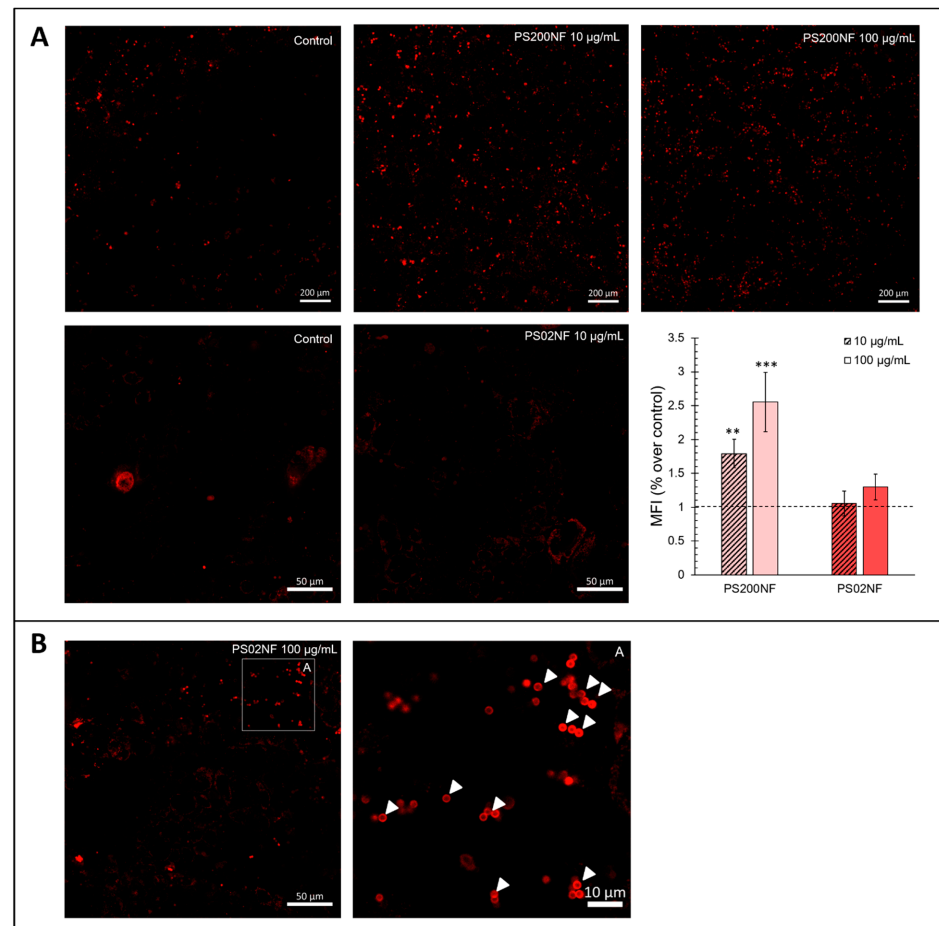 A
Control
PS200NF 10 µg/mL
PS200NF 100 µg/mL
200 µm
200 µm
200 µm
Control
PS02NF 10 µg/mL
50 µm
50 µm
MFI (% over control)
3.5
3
2.5
2
1.5
1
0.5
0
10 µg/mL
100 µg/mL
**
***
PS200NF
PS02NF
B
PS02NF 100 µg/mL
A
50 µm
A
10 µm